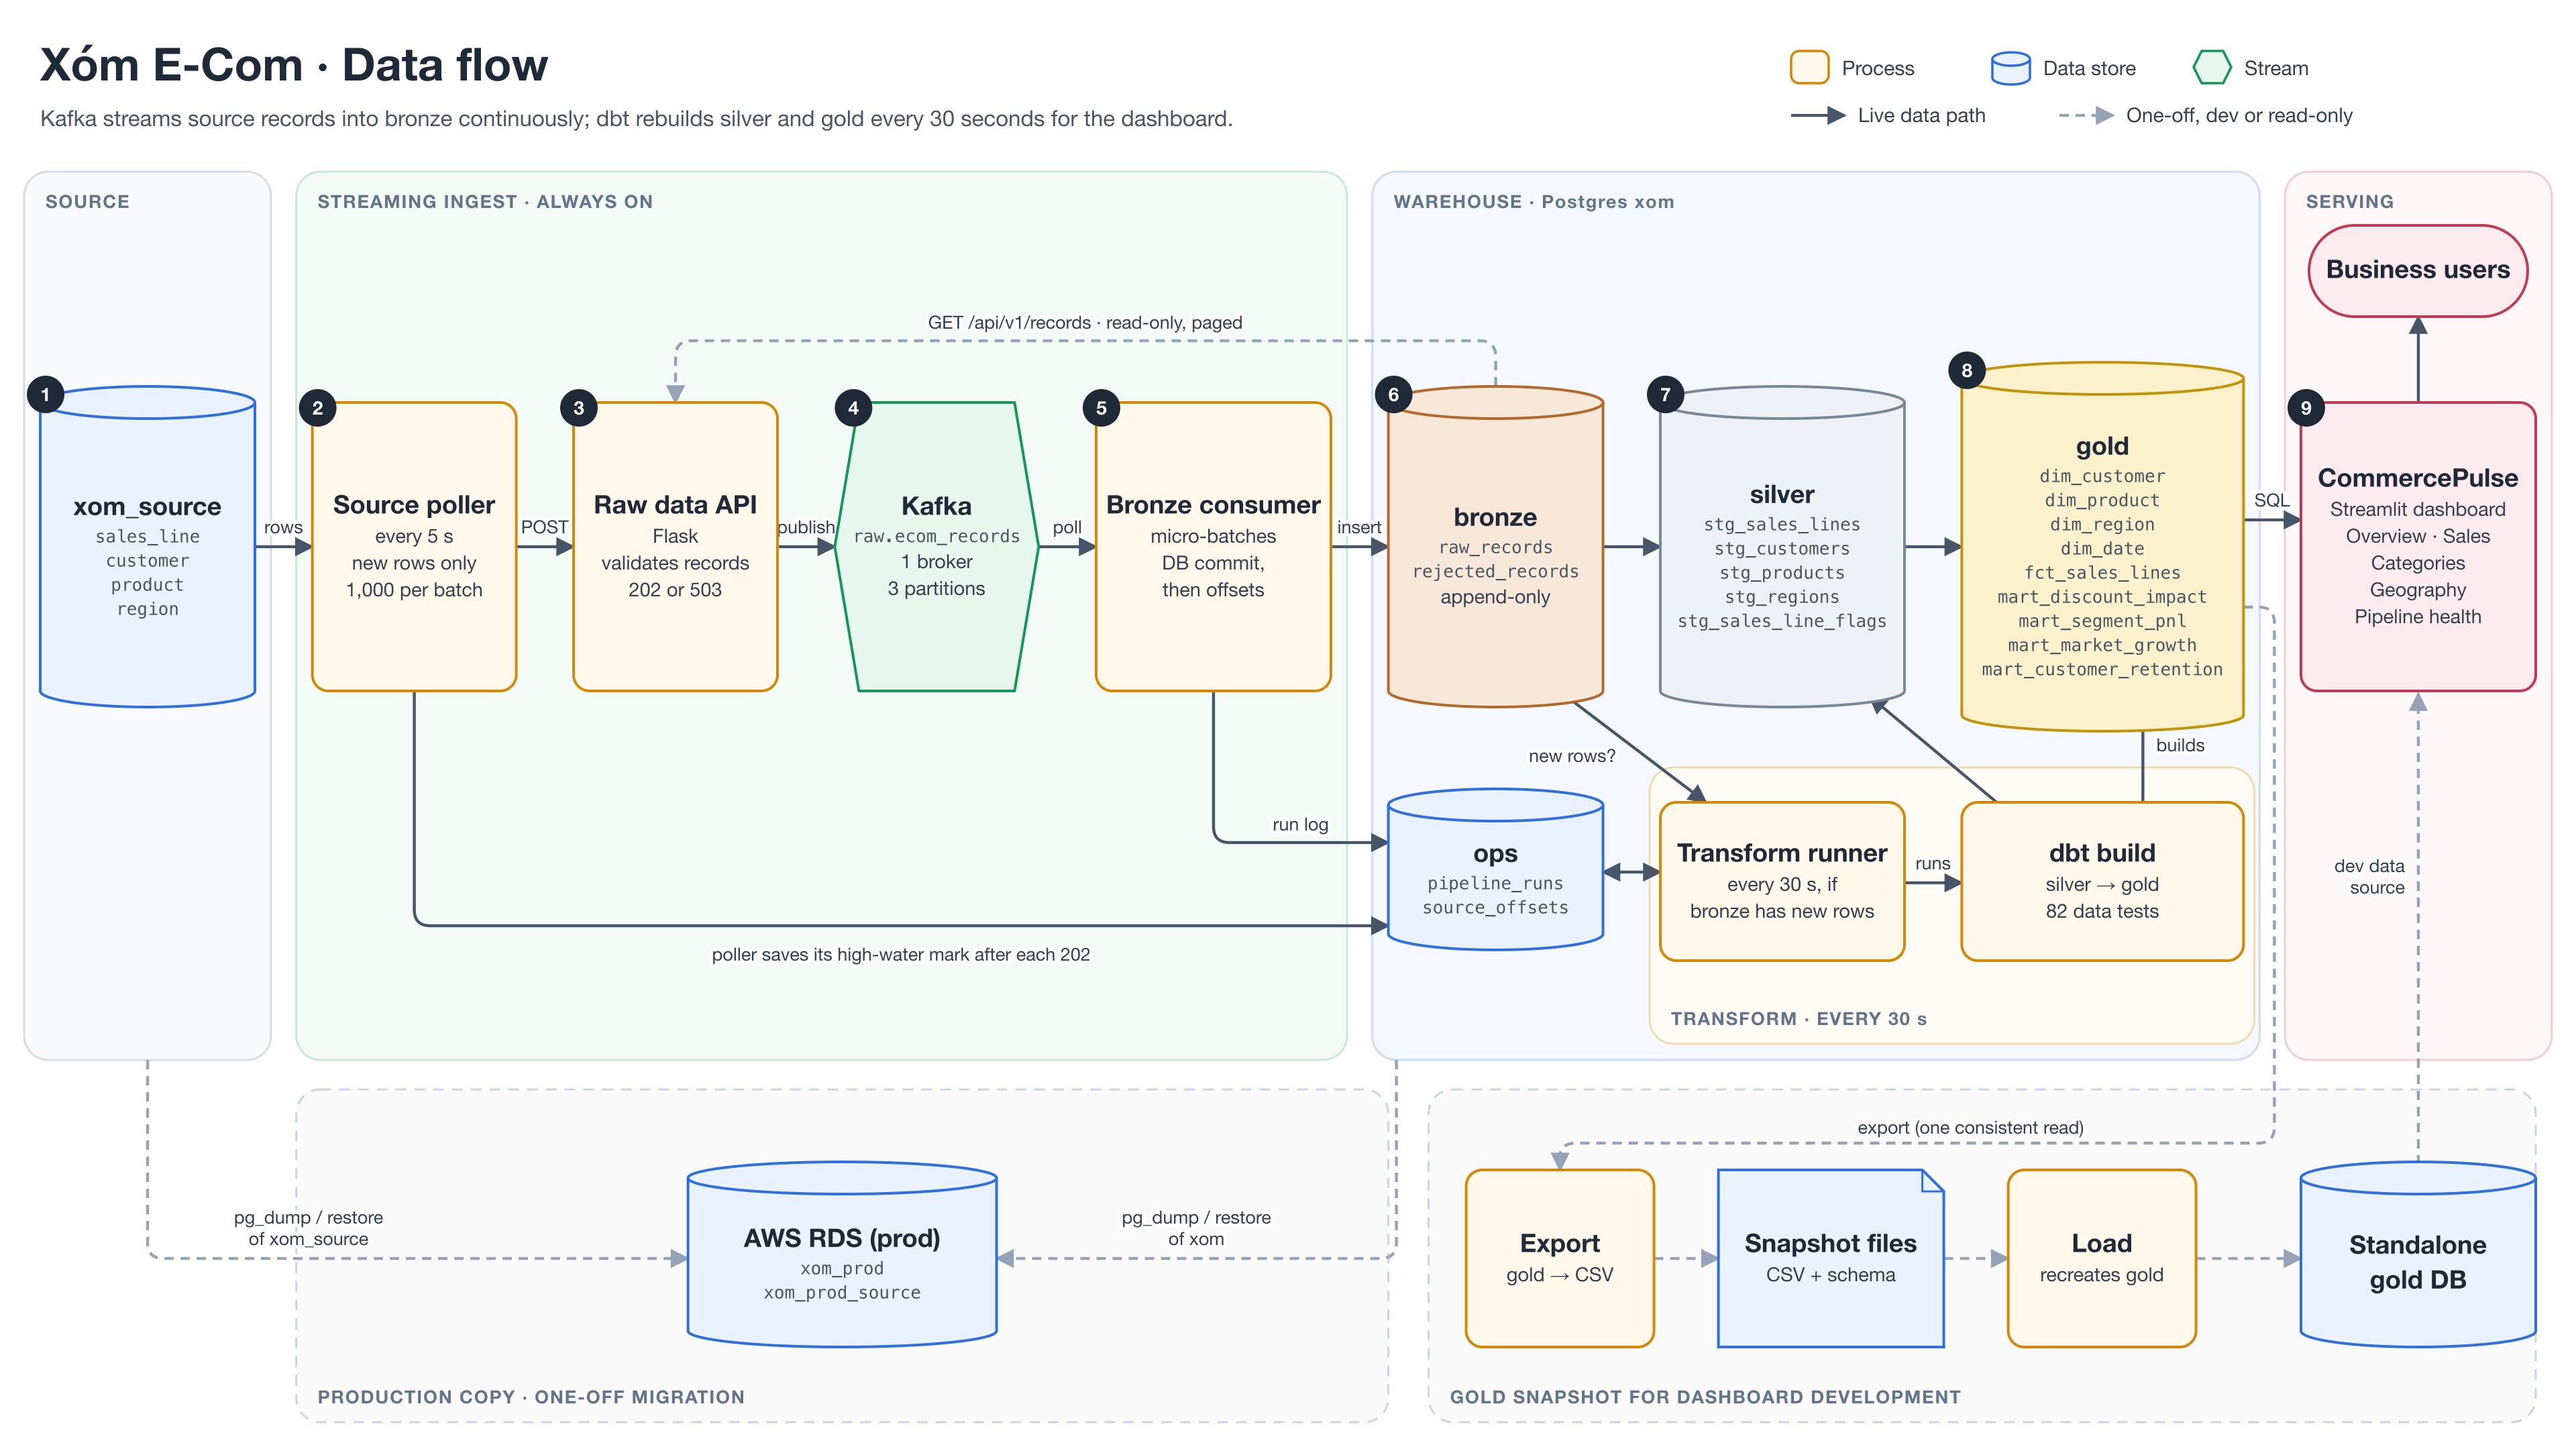 Xóm E-Com · Data flow
Kafka streams source records into bronze continuously; dbt rebuilds silver and gold every 30 seconds for the dashboard.
Process
Data store
Stream
Live data path
One-off, dev or read-only
SOURCE
1
xom_source
sales_line
customer
product
region
rows
STREAMING INGEST · ALWAYS ON
GET /api/v1/records · read-only, paged
2
Source poller
every 5 s
new rows only
1,000 per batch
POST
3
Raw data API
Flask
validates records
202 or 503
publish
4
Kafka
raw.ecom_records
1 broker
3 partitions
poll
5
Bronze consumer
micro-batches
DB commit,
then offsets
insert
run log
poller saves its high-water mark after each 202
WAREHOUSE · Postgres xom
6
bronze
raw_records
rejected_records
append-only
7
silver
stg_sales_lines
stg_customers
stg_products
stg_regions
stg_sales_line_flags
8
gold
dim_customer
dim_product
dim_region
dim_date
fct_sales_lines
mart_discount_impact
mart_segment_pnl
mart_market_growth
mart_customer_retention
new rows?
builds
ops
pipeline_runs
source_offsets
Transform runner
every 30 s, if
bronze has new rows
runs
dbt build
silver → gold
82 data tests
TRANSFORM · EVERY 30 s
SQL
SERVING
Business users
9
CommercePulse
Streamlit dashboard
Overview · Sales
Categories
Geography
Pipeline health
dev data
source
pg_dump / restore
of xom_source
AWS RDS (prod)
xom_prod
xom_prod_source
pg_dump / restore
of xom
PRODUCTION COPY · ONE-OFF MIGRATION
export (one consistent read)
Export
gold → CSV
Snapshot files
CSV + schema
Load
recreates gold
Standalone
gold DB
GOLD SNAPSHOT FOR DASHBOARD DEVELOPMENT